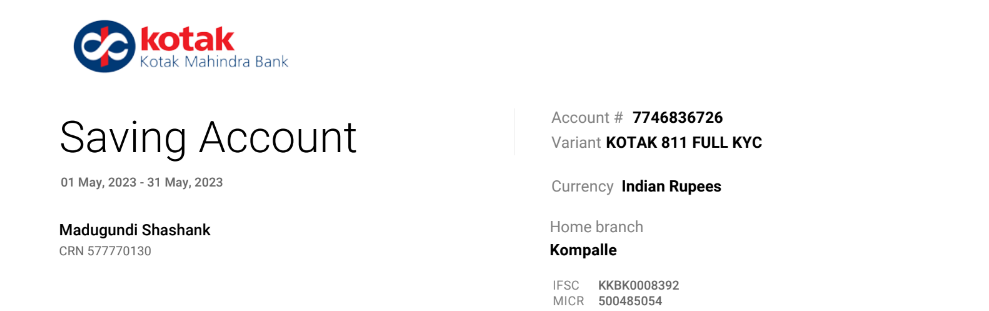 kotak
Kotak Mahindra Bank
Saving Account
01 May, 2023 - 31 May, 2023
Madugundi Shashank
CRN 577770130
Account # 7746836726
Variant KOTAK 811 FULL KYC
Currency Indian Rupees
Home branch
Kompalle
IFSC KKBK0008392
MICR 500485054